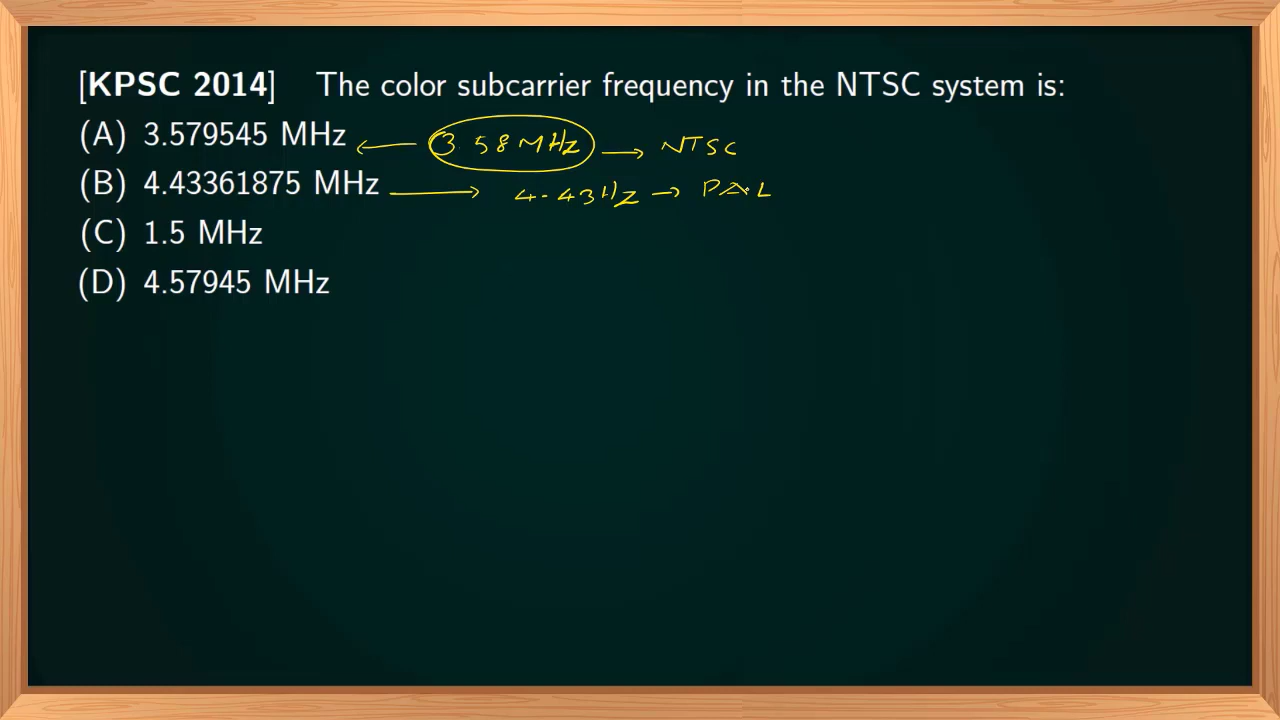 [KPSC 2014] The color subcarrier frequency in the NTSC system is:
(A) 3.579545 MHz ← 3.58 MHz → NTSC
(B) 4.43361875 MHz → 4.43Hz → PAL
(C) 1.5 MHz
(D) 4.57945 MHz